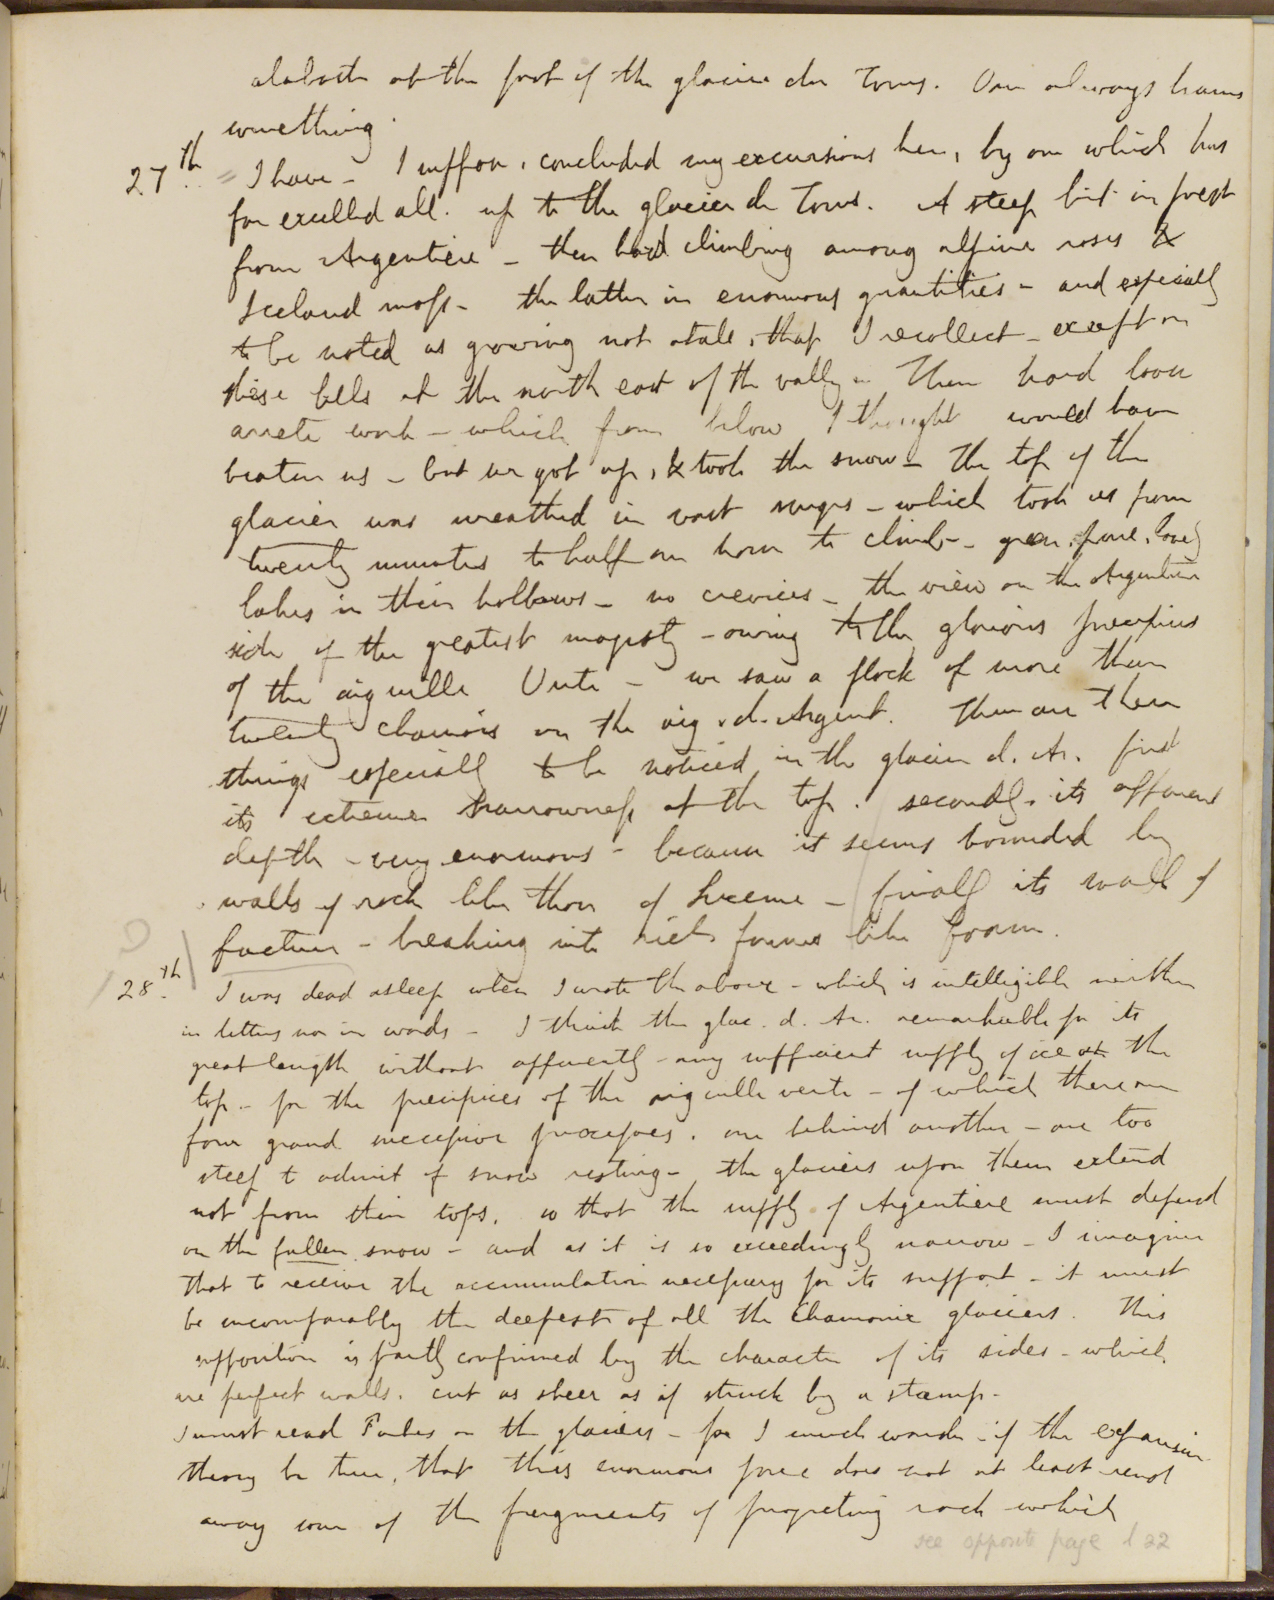 alabaster at the foot of the glacier des Tours. One always learns
something.
27th. = I have - I suppose, concluded my excursions here, by one which has
far excelled all. up to the glacier du Tours. A steep bit in forest
from Argentiere - then hard climbing among alpine roses &
Iceland moss - the latter in enormous quantities - and especially
to be noted as growing not at all, that I recollect - except on
these fells at the north east of the valley - Then hard loose
arrete work - which from below I thought would have
beaten us - but we got up, & took the snow - the top of the
glacier was wreathed in vast surges - which took us from
twenty minutes to half an hour to climb - green, pure, lovely
lakes in their hollows - no crevices - the view on the Argentiere
side of the greatest majesty - owing to the glorious precipices
of the aiguille Verte - we saw a flock of more than
twenty chamois on the aig. d. Argent. There are three
things especially to be noticed in the glacier d. Ar. first
its extreme narrowness at the top. secondly. its apparent
depth - very enormous - because it seems bounded by
walls of rock like those of Lucerne - finally its wall of
facture - breaking into rich forms like foam.
28.th I was dead asleep when I wrote the above - which is intelligible neither
in letters nor in words - I think the glac. d. Ar. remarkable for its
great length without apparently - any sufficient supply of ice at the
top - for the precipices of the aiguille verte - of which there are
four grand successive processes. one behind another - are too
steep to admit of snow resting - the glaciers upon them extend
not from their tops, so that the supply of Argentiere must depend
on the fallen snow - and as it is so exceedingly narrow - I imagine
that to receive the accumulation necessary for its support - it must
be incomparably the deepest of all the Chamonix glaciers. This
supposition is partly confirmed by the character of its sides - which
are perfect walls. cut as sheer as if struck by a stamp -
I must read Forbes on the glaciers - for I much wonder - if the expansion
theory be true, that this enormous force does not at least rend
away some of the fragments of projecting rock which
see opposite page l 22